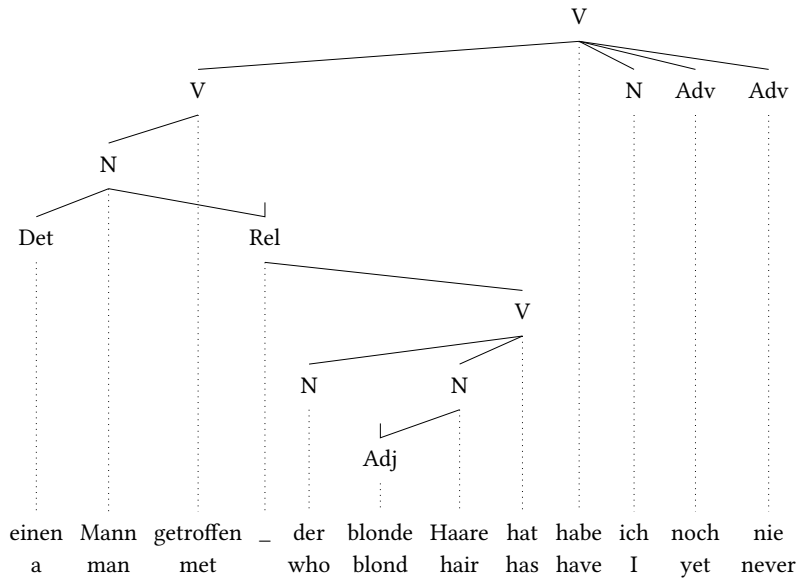 V
V N Adv Adv
N
Det Rel
V
N N
Adj
einen Mann getroffen _ der blonde Haare hat habe ich noch nie
a man met who blond hair has have I yet never